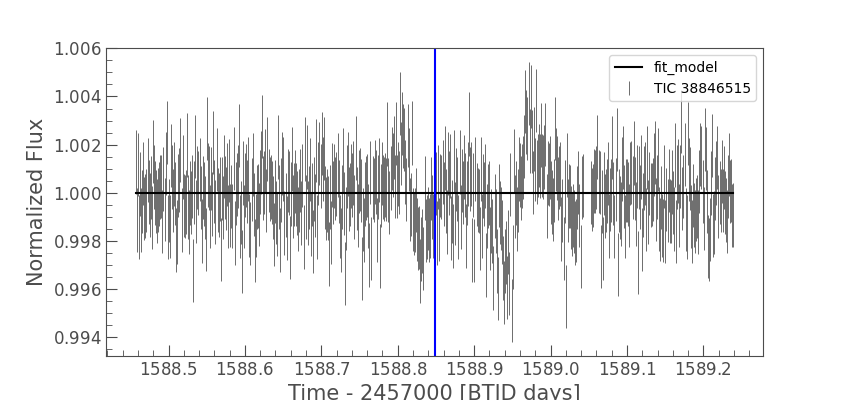 1.006
1.004
1.002
1.000
0.998
0.996
0.994
Normalized Flux
fit_model
TIC 38846515
1588.5 1588.6 1588.7 1588.8 1588.9 1589.0 1589.1 1589.2
Time - 2457000 [BTJD days]